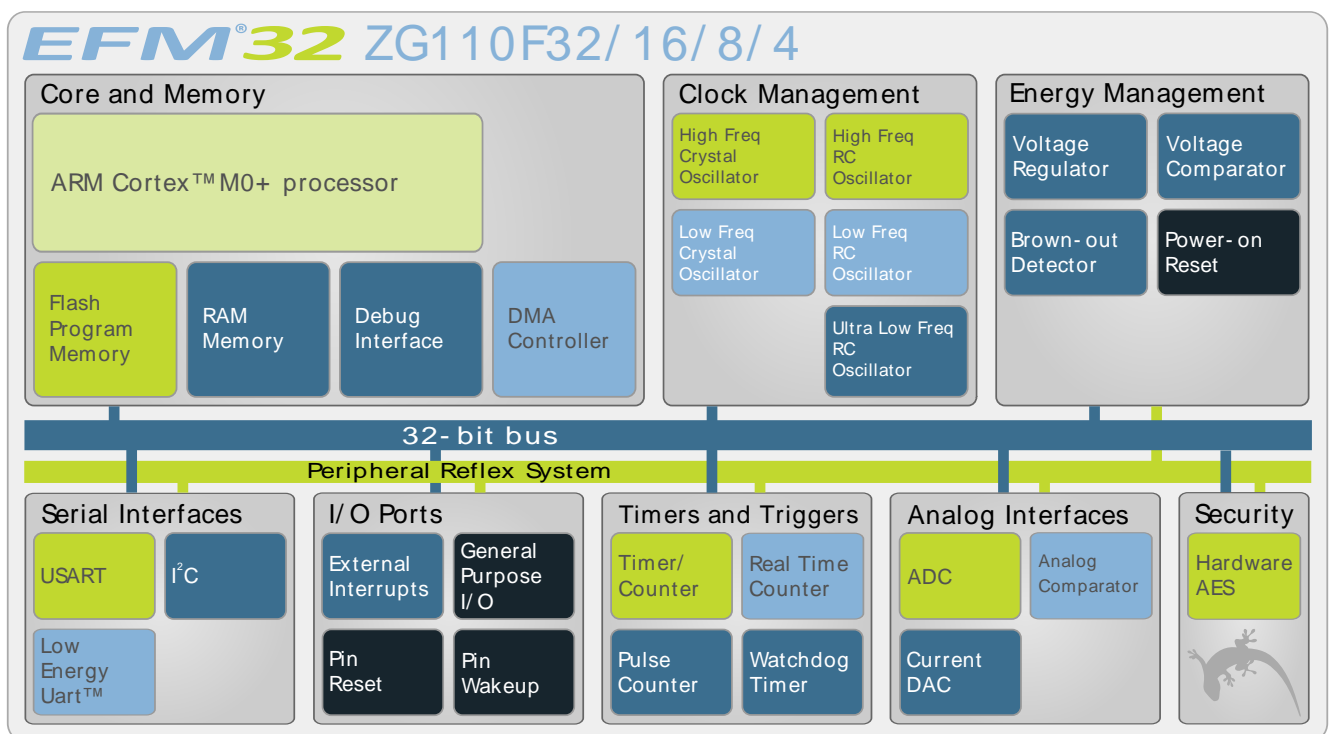 EFM®32 ZG110F32/16/8/4
Core and Memory
ARM Cortex™ M0+ processor
Flash
Program
Memory
RAM
Memory
Debug
Interface
DMA
Controller
Clock Management
High Freq
Crystal
Oscillator
High Freq
RC
Oscillator
Low Freq
Crystal
Oscillator
Low Freq
RC
Oscillator
Ultra Low Freq
RC
Oscillator
Energy Management
Voltage
Regulator
Voltage
Comparator
Brown-out
Detector
Power-on
Reset
32-bit bus
Peripheral Reflex System
Serial Interfaces
USART
I²C
Low
Energy
Uart™
I/O Ports
External
Interrupts
General
Purpose
I/O
Pin
Reset
Pin
Wakeup
Timers and Triggers
Timer/
Counter
Real Time
Counter
Pulse
Counter
Watchdog
Timer
Analog Interfaces
ADC
Analog
Comparator
Current
DAC
Security
Hardware
AES